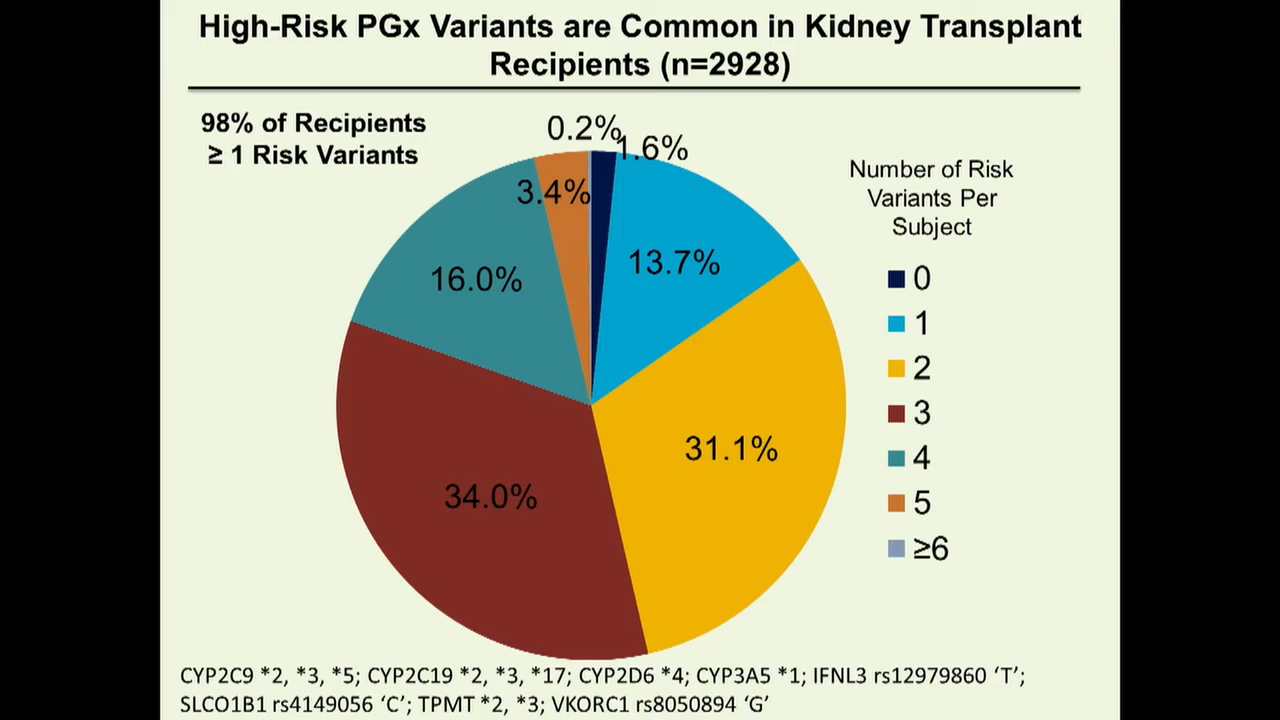 High-Risk PGx Variants are Common in Kidney Transplant
Recipients (n=2928)
98% of Recipients
≥ 1 Risk Variants
0.2%
1.6%
3.4%
13.7%
16.0%
31.1%
34.0%
Number of Risk
Variants Per
Subject
0
1
2
3
4
5
≥6
CYP2C9 *2, *3, *5; CYP2C19 *2, *3, *17; CYP2D6 *4; CYP3A5 *1; IFNL3 rs12979860 ‘T’;
SLCO1B1 rs4149056 ‘C’; TPMT *2, *3; VKORC1 rs8050894 ‘G’